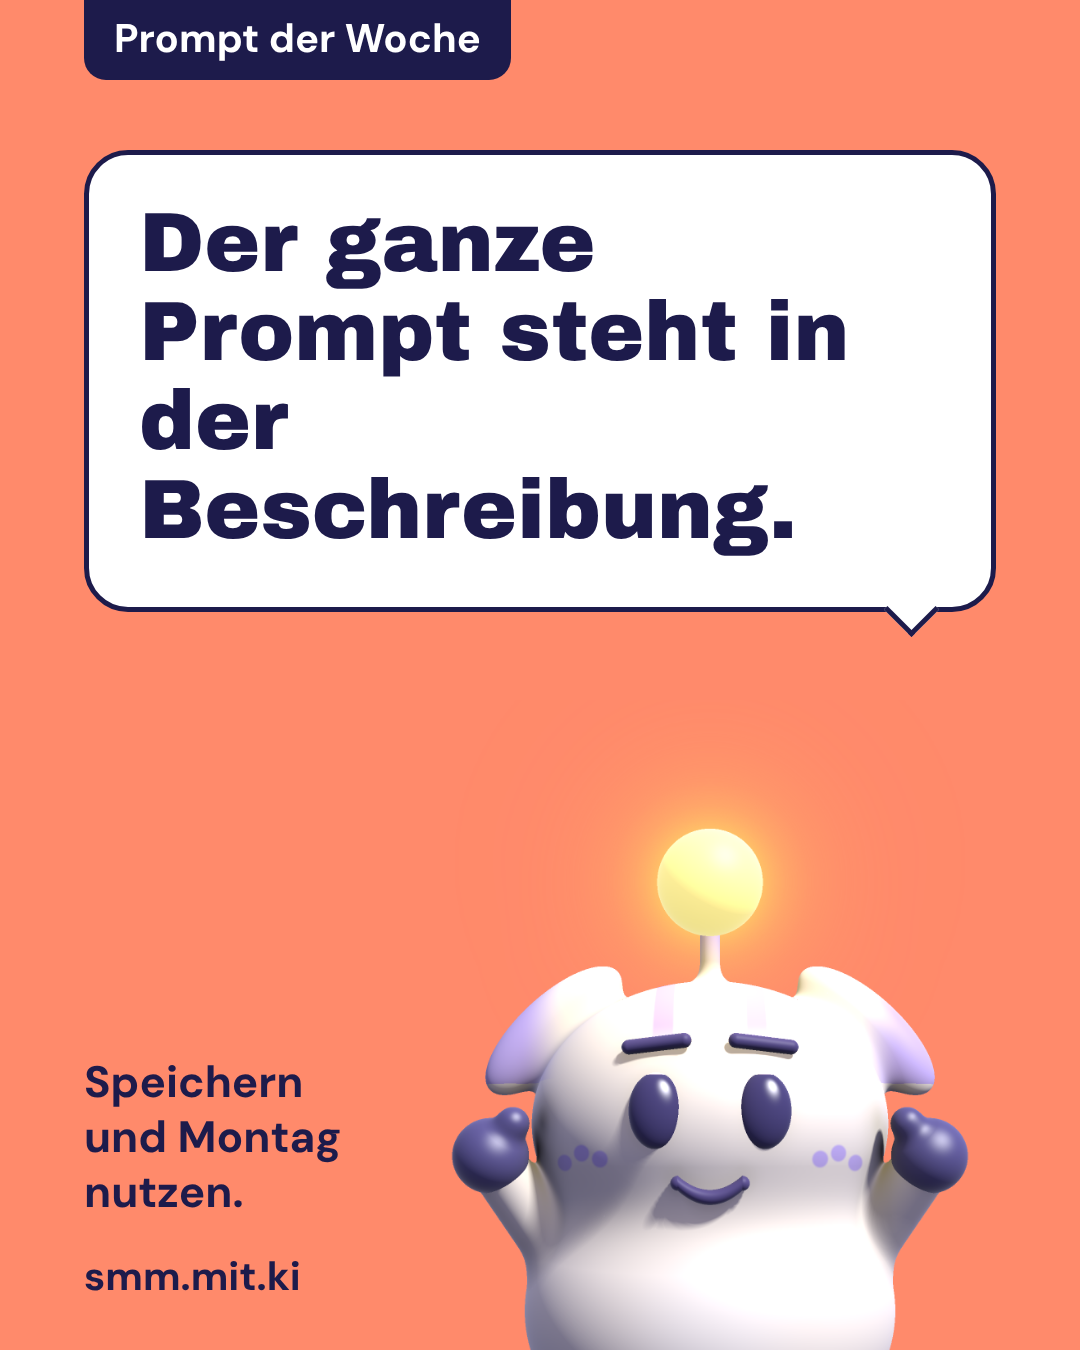 Prompt der Woche
Der ganze
Prompt steht in
der
Beschreibung.
Speichern
und Montag
nutzen.
smm.mit.ki